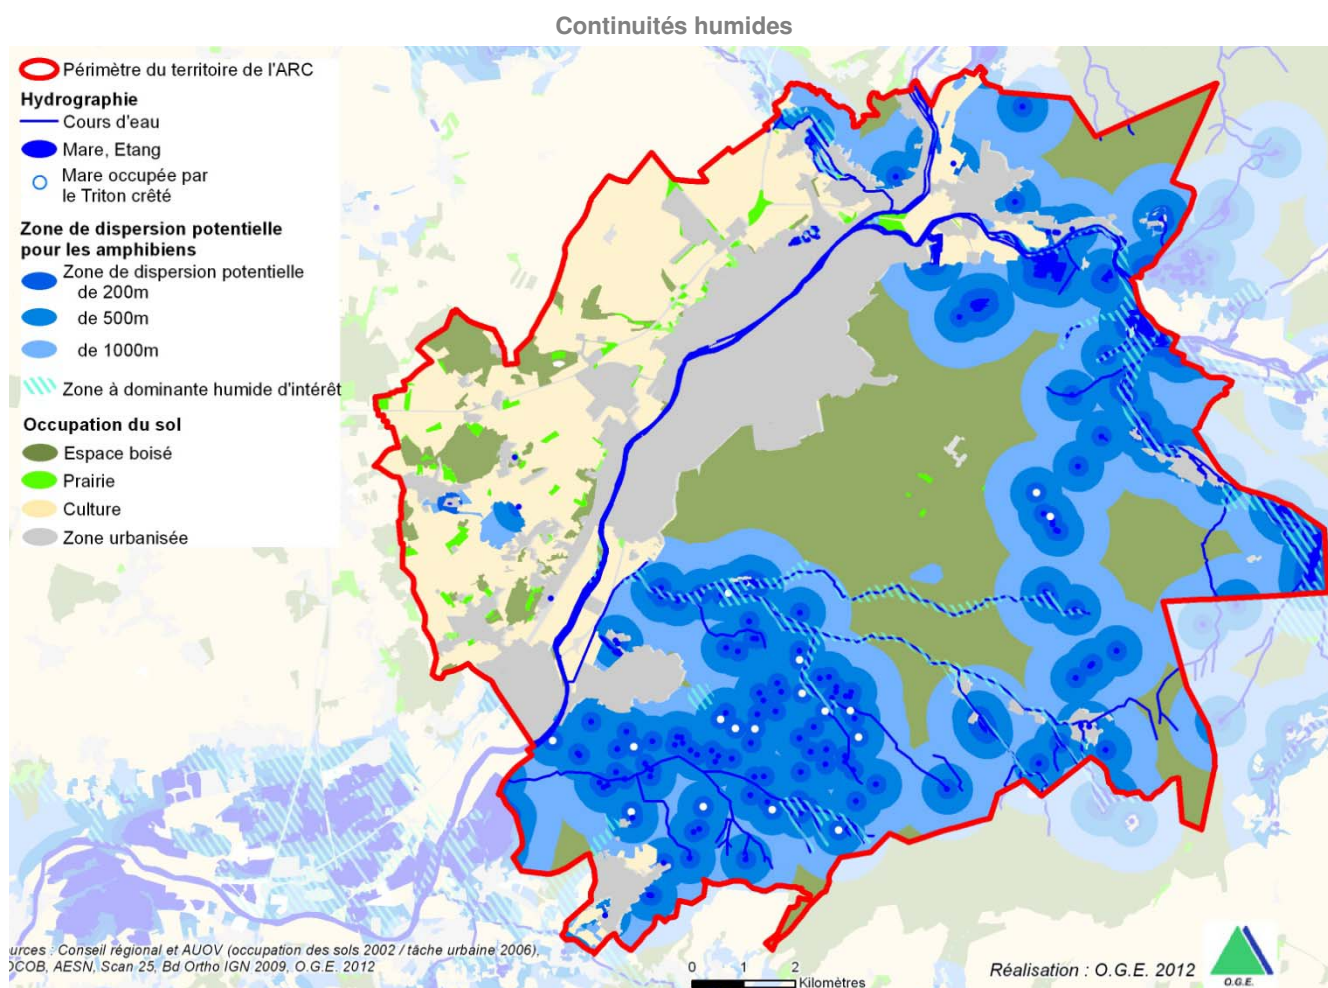 Continuités humides
Périmètre du territoire de l'ARC
Hydrographie
Cours d'eau
Mare, Etang
Mare occupée par
le Triton crêté
Zone de dispersion potentielle
pour les amphibiens
Zone de dispersion potentielle
de 200m
de 500m
de 1000m
Zone à dominante humide d'intérêt
Occupation du sol
Espace boisé
Prairie
Culture
Zone urbanisée
urces : Conseil régional et AUOV (occupation des sols 2002 / tâche urbaine 2006),
OCOB, AESN, Scan 25, Bd Ortho IGN 2009, O.G.E. 2012
0 1 2
Kilomètres
Réalisation : O.G.E. 2012
O.G.E.